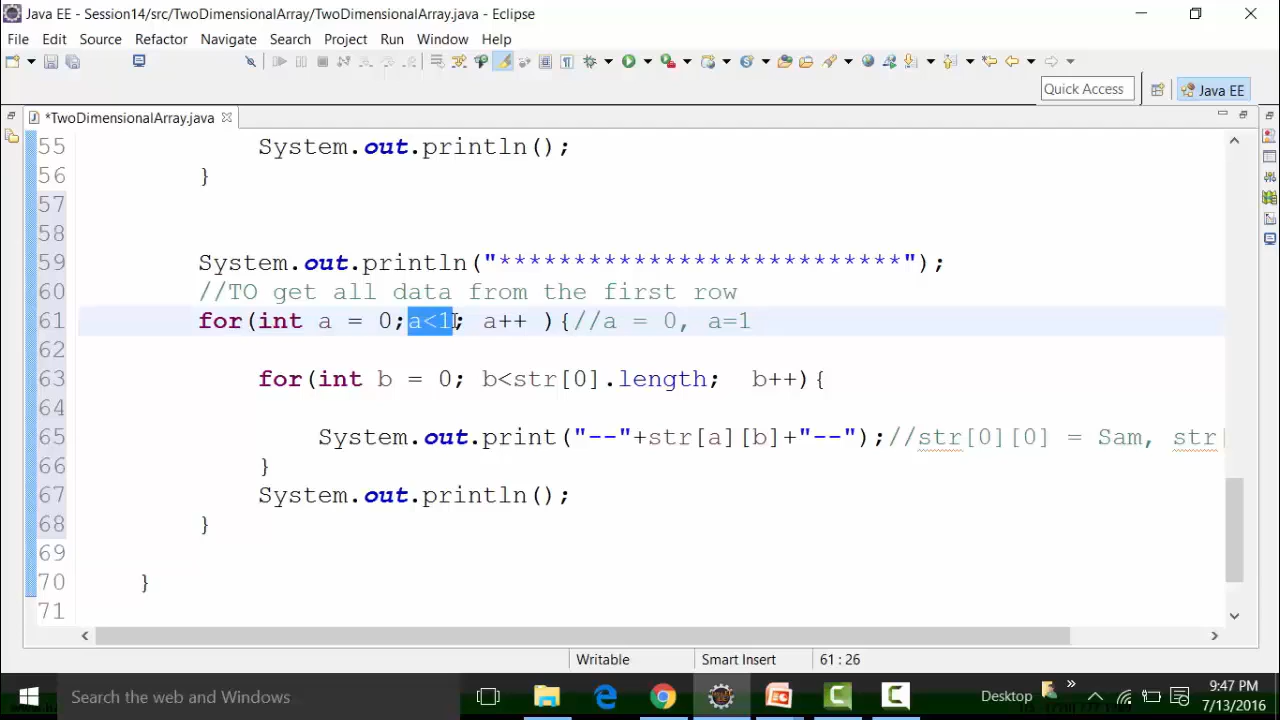 Java EE - Session14/src/TwoDimensionalArray/TwoDimensionalArray.java - Eclipse
File Edit Source Refactor Navigate Search Project Run Window Help
Quick Access Java EE
*TwoDimensionalArray.java
55 System.out.println();
56 }
57
58
59 System.out.println("***************************");
60 //TO get all data from the first row
61 for(int a = 0;a<1; a++ ){//a = 0, a=1
62
63 for(int b = 0; b<str[0].length; b++){
64
65 System.out.print("--"+str[a][b]+"--");//str[0][0] = Sam, str[
66 }
67 System.out.println();
68 }
69
70 }
71
Writable Smart Insert 61 : 26
Search the web and Windows Desktop » 9:47 PM
7/13/2016